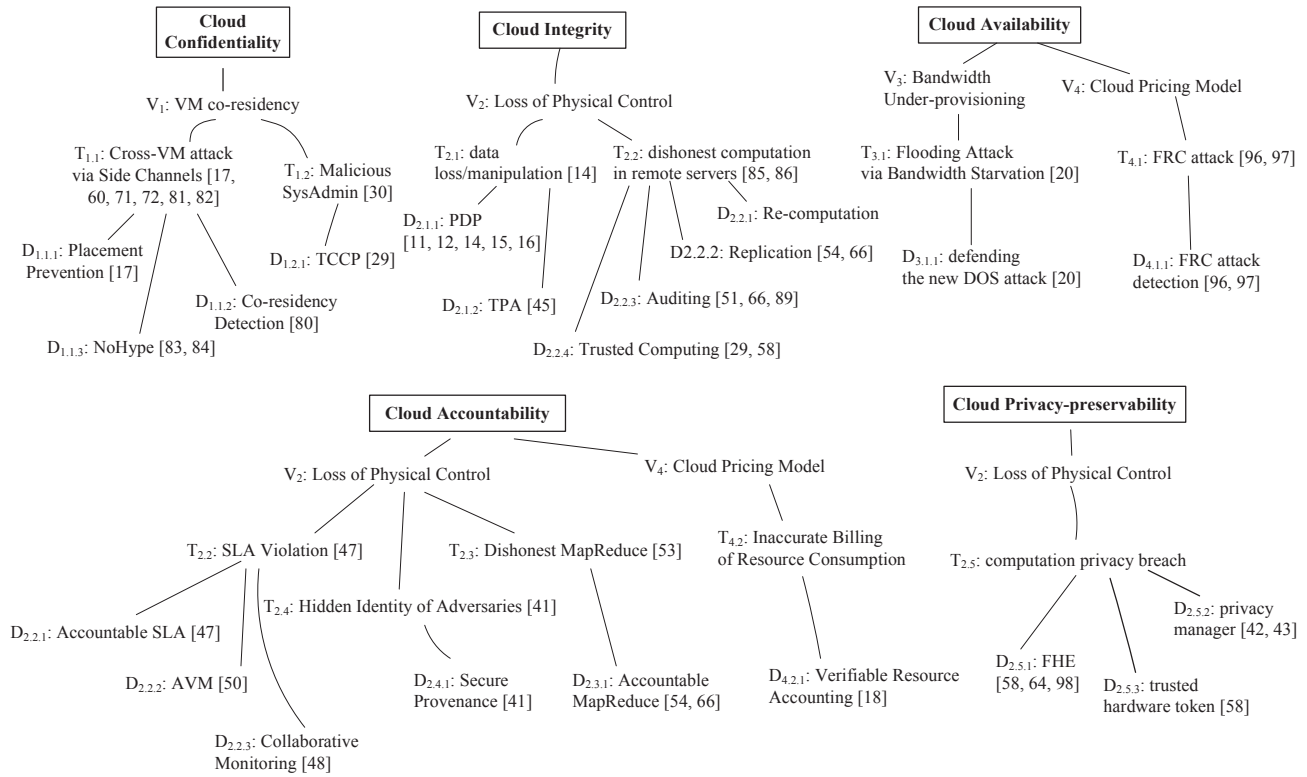 Cloud
Confidentiality
V1: VM co-residency
T1.1: Cross-VM attack
via Side Channels [17,
60, 71, 72, 81, 82]
T1.2: Malicious
SysAdmin
[30]
D1.1.1: Placement
Prevention [17]
D1.2.1: TCCP [29]
D1.1.2: Co-residency
Detection [80]
D1.1.3: NoHype [83, 84]
Cloud Integrity
V2: Loss of Physical Control
T2.1: data
loss/manipulation [14]
T2.2: dishonest computation
in remote servers [85, 86]
D2.1.1: PDP
[11, 12, 14, 15, 16]
D2.2.1: Re-computation
D2.2.2: Replication [54, 66]
D2.1.2: TPA [45]
D2.2.3: Auditing [51, 66, 89]
D2.2.4: Trusted Computing [29, 58]
Cloud Availability
V3: Bandwidth
Under-provisioning
V4: Cloud Pricing Model
T3.1: Flooding Attack
via Bandwidth Starvation [20]
T4.1: FRC attack [96, 97]
D3.1.1: defending
the new DOS attack [20]
D4.1.1: FRC attack
detection [96, 97]
Cloud Accountability
V2: Loss of Physical Control
V4: Cloud Pricing Model
T2.2: SLA Violation [47]
T2.3: Dishonest MapReduce [53]
T4.2: Inaccurate Billing
of Resource Consumption
T2.4: Hidden Identity of Adversaries [41]
D2.2.1: Accountable SLA [47]
D2.2.2: AVM [50]
D2.4.1: Secure
Provenance [41]
D2.3.1: Accountable
MapReduce [54, 66]
D4.2.1: Verifiable Resource
Accounting [18]
D2.2.3: Collaborative
Monitoring [48]
Cloud Privacy-preservability
V2: Loss of Physical Control
T2.5: computation privacy breach
D2.5.2: privacy
manager [42, 43]
D2.5.1: FHE
[58, 64, 98]
D2.5.3: trusted
hardware token [58]